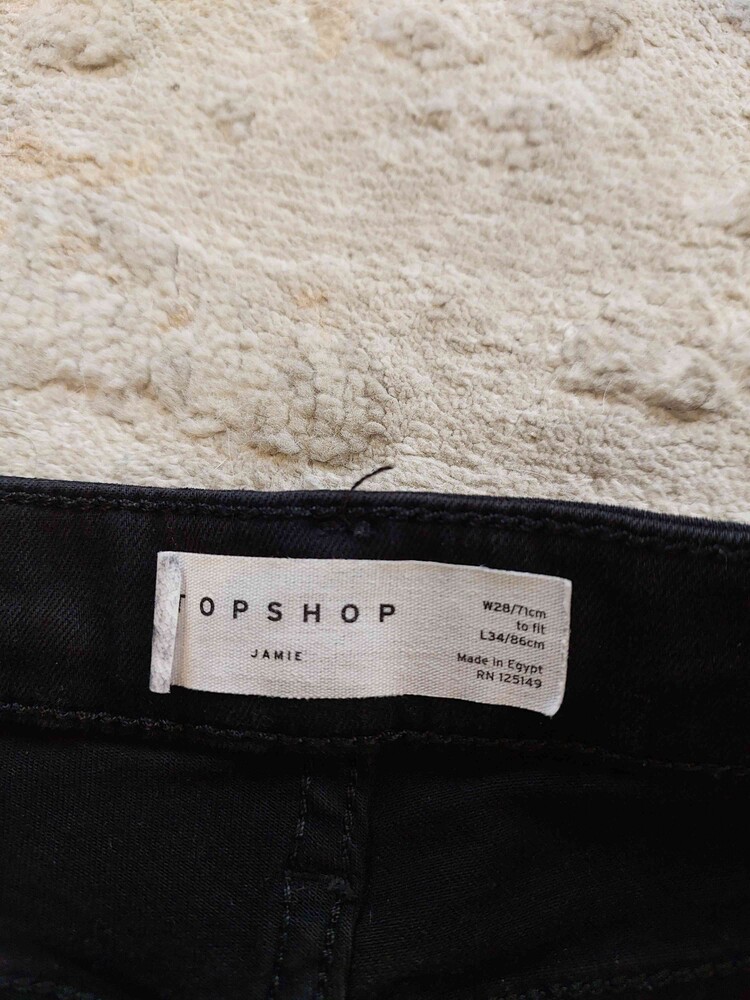 TOPSHOP
JAMIE
W28/71cm
to fit
L34/86cm
Made in Egypt
RN 125149